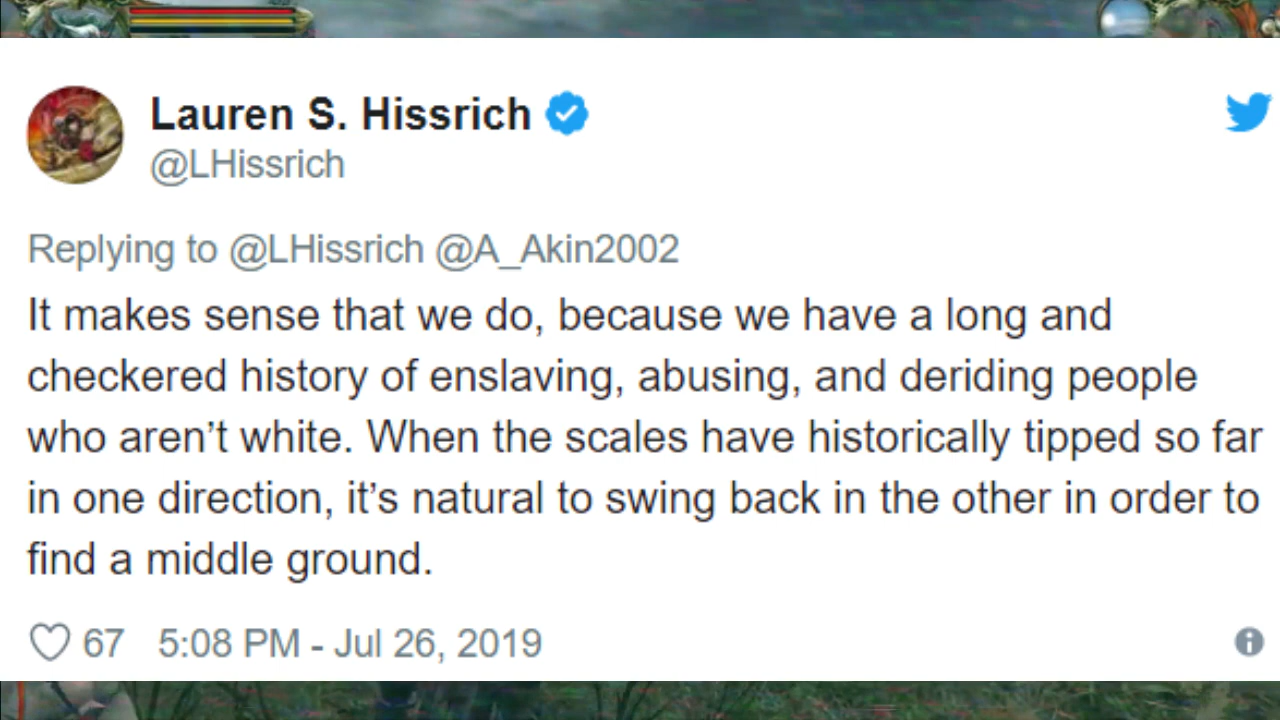 Lauren S. Hissrich
@LHissrich
Replying to @LHissrich @A_Akin2002
It makes sense that we do, because we have a long and
checkered history of enslaving, abusing, and deriding people
who aren’t white. When the scales have historically tipped so far
in one direction, it’s natural to swing back in the other in order to
find a middle ground.
67 5:08 PM - Jul 26, 2019